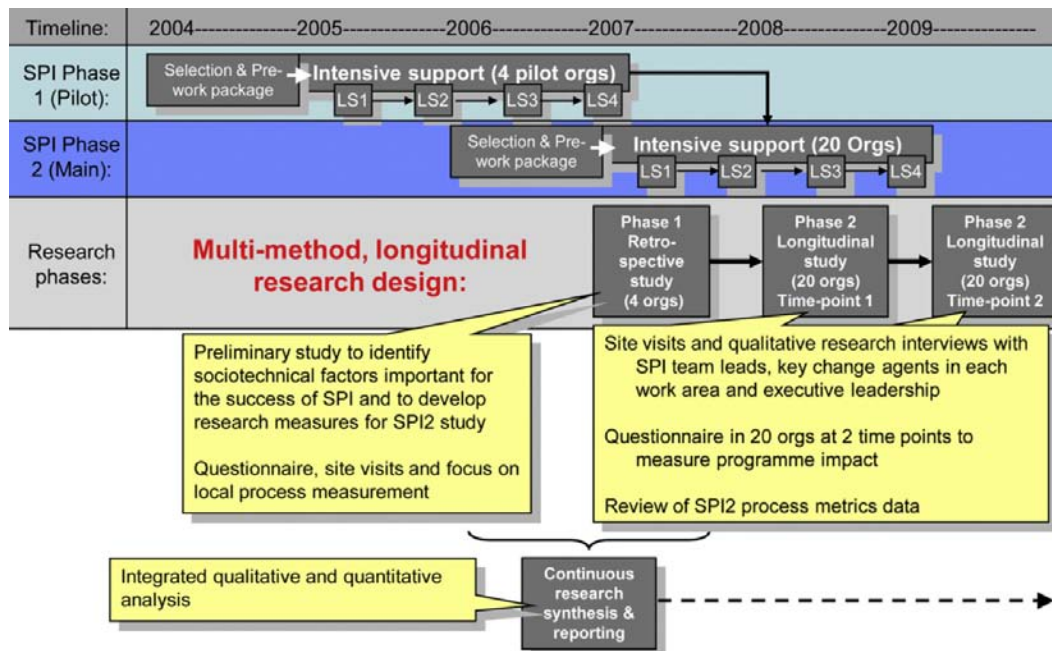 Timeline: 2004------------2005------------2006------------2007------------2008------------2009---------------
SPI Phase
1 (Pilot):
Selection & Pre-
work package
Intensive support (4 pilot orgs)
LS1 LS2 LS3 LS4
SPI Phase
2 (Main):
Selection & Pre-
work package
Intensive support (20 Orgs)
LS1 LS2 LS3 LS4
Research
phases:
Multi-method, longitudinal
research design:
Phase 1
Retro-
spective
study
(4 orgs)
Phase 2
Longitudinal
study
(20 orgs)
Time-point 1
Phase 2
Longitudinal
study
(20 orgs)
Time-point 2
Preliminary study to identify
sociotechnical factors important for
the success of SPI and to develop
research measures for SPI2 study
Questionnaire, site visits and focus on
local process measurement
Site visits and qualitative research interviews with
SPI team leads, key change agents in each
work area and executive leadership
Questionnaire in 20 orgs at 2 time points to
measure programme impact
Review of SPI2 process metrics data
Integrated qualitative and quantitative
analysis
Continuous
research
synthesis &
reporting